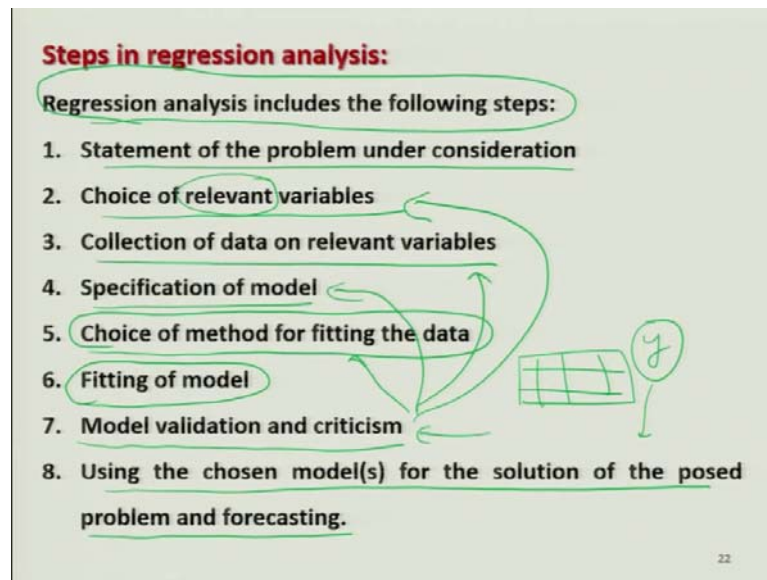 Steps in regression analysis:
Regression analysis includes the following steps:
1. Statement of the problem under consideration
2. Choice of relevant variables
3. Collection of data on relevant variables
4. Specification of model
5. Choice of method for fitting the data
6. Fitting of model
y
7. Model validation and criticism
8. Using the chosen model(s) for the solution of the posed
problem and forecasting.
22